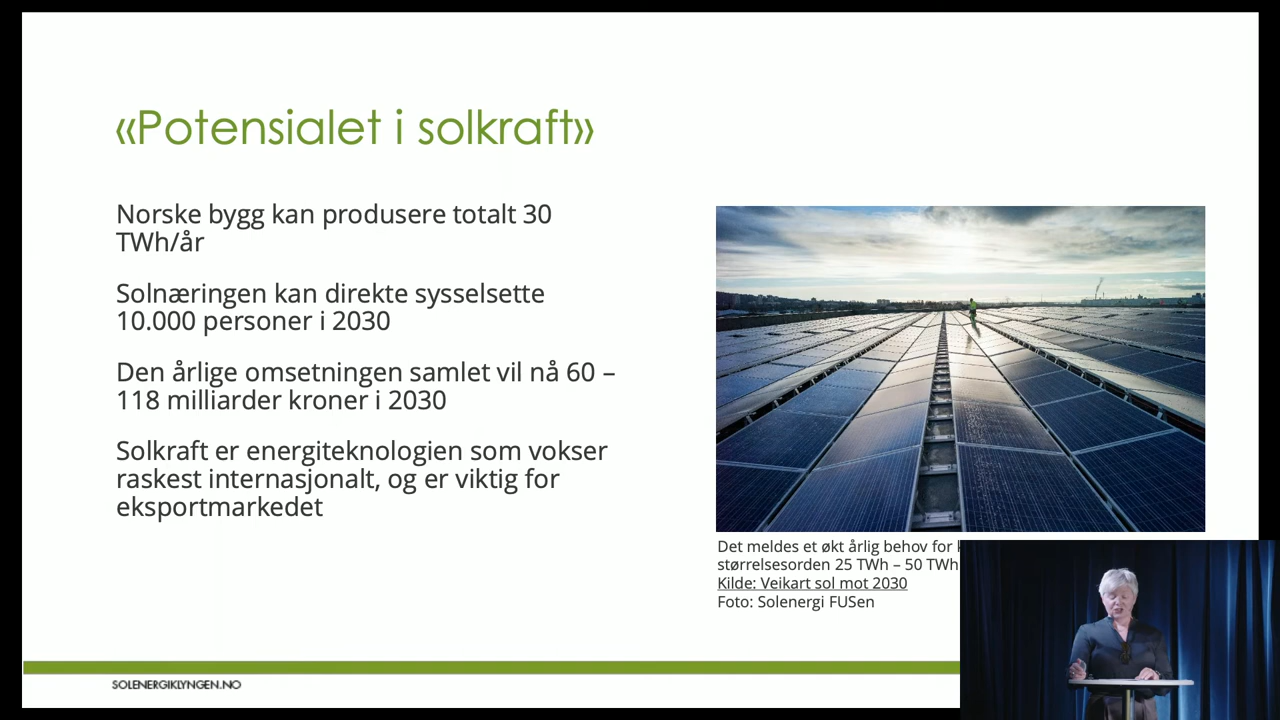 «Potensialet i solkraft»
Norske bygg kan produsere totalt 30
TWh/år
Solnæringen kan direkte sysselsette
10.000 personer i 2030
Den årlige omsetningen samlet vil nå 60 –
118 milliarder kroner i 2030
Solkraft er energiteknologien som vokser
raskest internasjonalt, og er viktig for
eksportmarkedet
Det meldes et økt årlig behov for
størrelsesorden 25 TWh – 50 TWh
Kilde: Veikart sol mot 2030
Foto: Solenergi FUSen
SOLENERGIKLYNGEN.NO